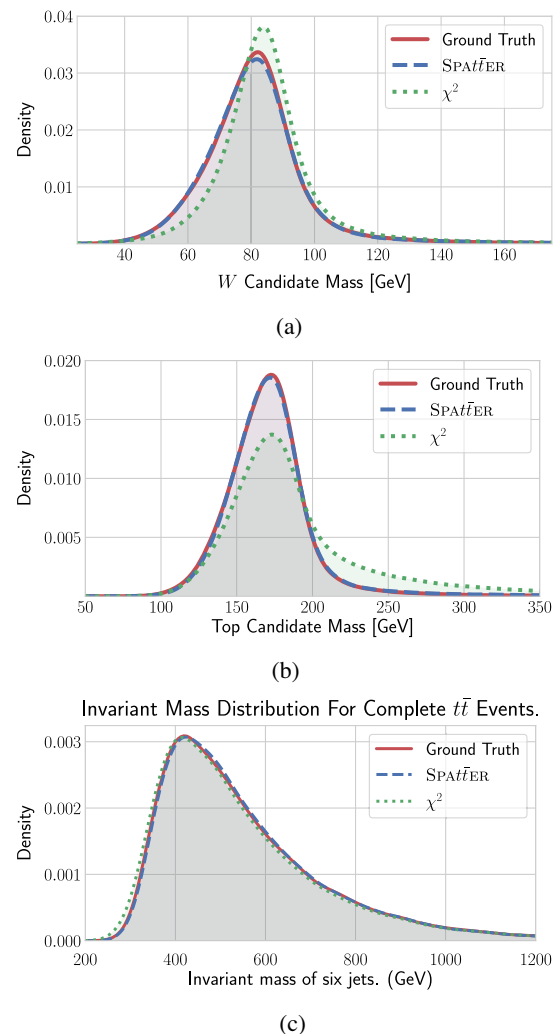 0.04
0.03
0.02
0.01
Density
Ground Truth
SPAtt̄ER
χ²
40 60 80 100 120 140 160
W Candidate Mass [GeV]
(a)
0.020
0.015
0.010
0.005
Density
Ground Truth
SPAtt̄ER
χ²
50 100 150 200 250 300 350
Top Candidate Mass [GeV]
(b)
Invariant Mass Distribution For Complete tt̄ Events.
0.003
0.002
0.001
0.000
Density
Ground Truth
SPAtt̄ER
χ²
200 400 600 800 1000 1200
Invariant mass of six jets. (GeV)
(c)